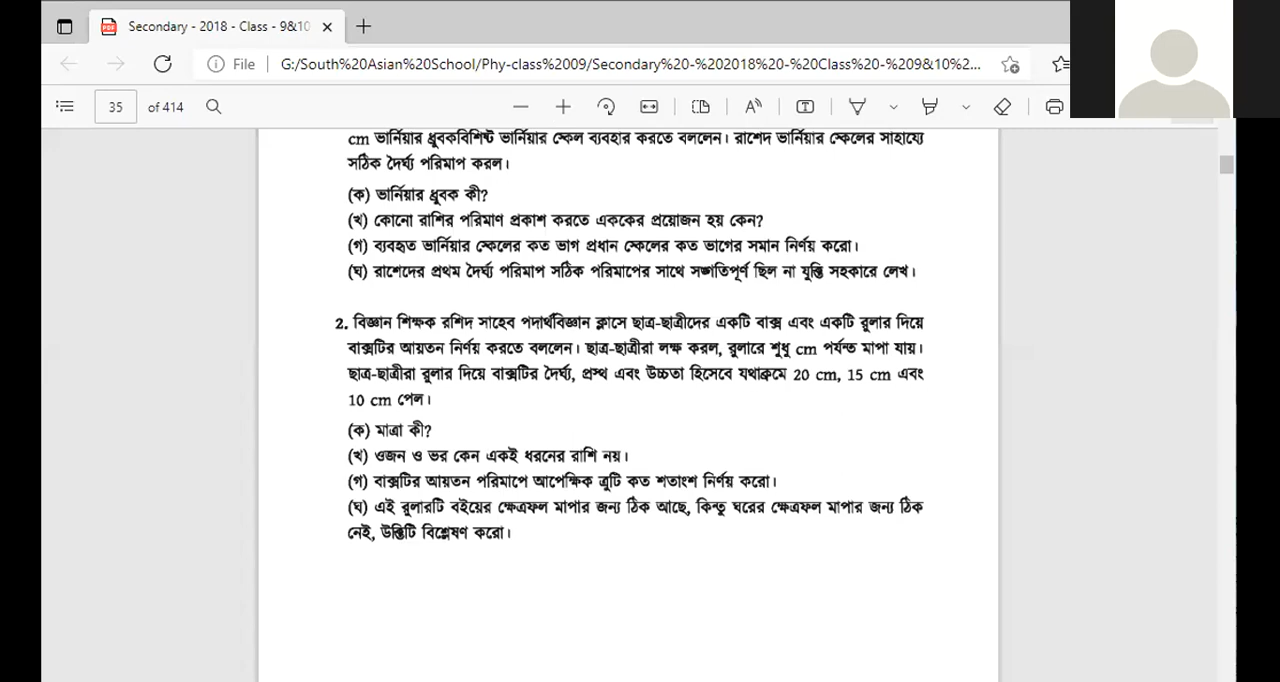 Secondary - 2018 - Class - 9&10
File
G:/South%20Asian%20School/Phy-class%2009/Secondary%20-%202018%20-%20Class%20-%209&10%2...
35 of 414
cm ভার্নিয়ার ধ্রুবকবিশিষ্ট ভার্নিয়ার স্কেল ব্যবহার করতে বললেন। রাশেদ ভার্নিয়ার স্কেলের সাহায্যে
সঠিক দৈর্ঘ্য পরিমাপ করল।
(ক) ভার্নিয়ার ধ্রুবক কী?
(খ) কোনো রাশির পরিমাণ প্রকাশ করতে এককের প্রয়োজন হয় কেন?
(গ) ব্যবহৃত ভার্নিয়ার স্কেলের কত ভাগ প্রধান স্কেলের কত ভাগের সমান নির্ণয় করো।
(ঘ) রাশেদের প্রথম দৈর্ঘ্য পরিমাপ সঠিক পরিমাপের সাথে সঙ্গতিপূর্ণ ছিল না যুক্তি সহকারে লেখ।
2. বিজ্ঞান শিক্ষক রশিদ সাহেব পদার্থবিজ্ঞান ক্লাসে ছাত্র-ছাত্রীদের একটি বাক্স এবং একটি রুলার দিয়ে
বাক্সটির আয়তন নির্ণয় করতে বললেন। ছাত্র-ছাত্রীরা লক্ষ করল, রুলারে শুধু cm পর্যন্ত মাপা যায়।
ছাত্র-ছাত্রীরা রুলার দিয়ে বাক্সটির দৈর্ঘ্য, প্রস্থ এবং উচ্চতা হিসেবে যথাক্রমে 20 cm, 15 cm এবং
10 cm পেল।
(ক) মাত্রা কী?
(খ) ওজন ও ভর কেন একই ধরনের রাশি নয়।
(গ) বাক্সটির আয়তন পরিমাপে আপেক্ষিক ত্রুটি কত শতাংশ নির্ণয় করো।
(ঘ) এই রুলারটি বইয়ের ক্ষেত্রফল মাপার জন্য ঠিক আছে, কিন্তু ঘরের ক্ষেত্রফল মাপার জন্য ঠিক
নেই, উক্তিটি বিশ্লেষণ করো।